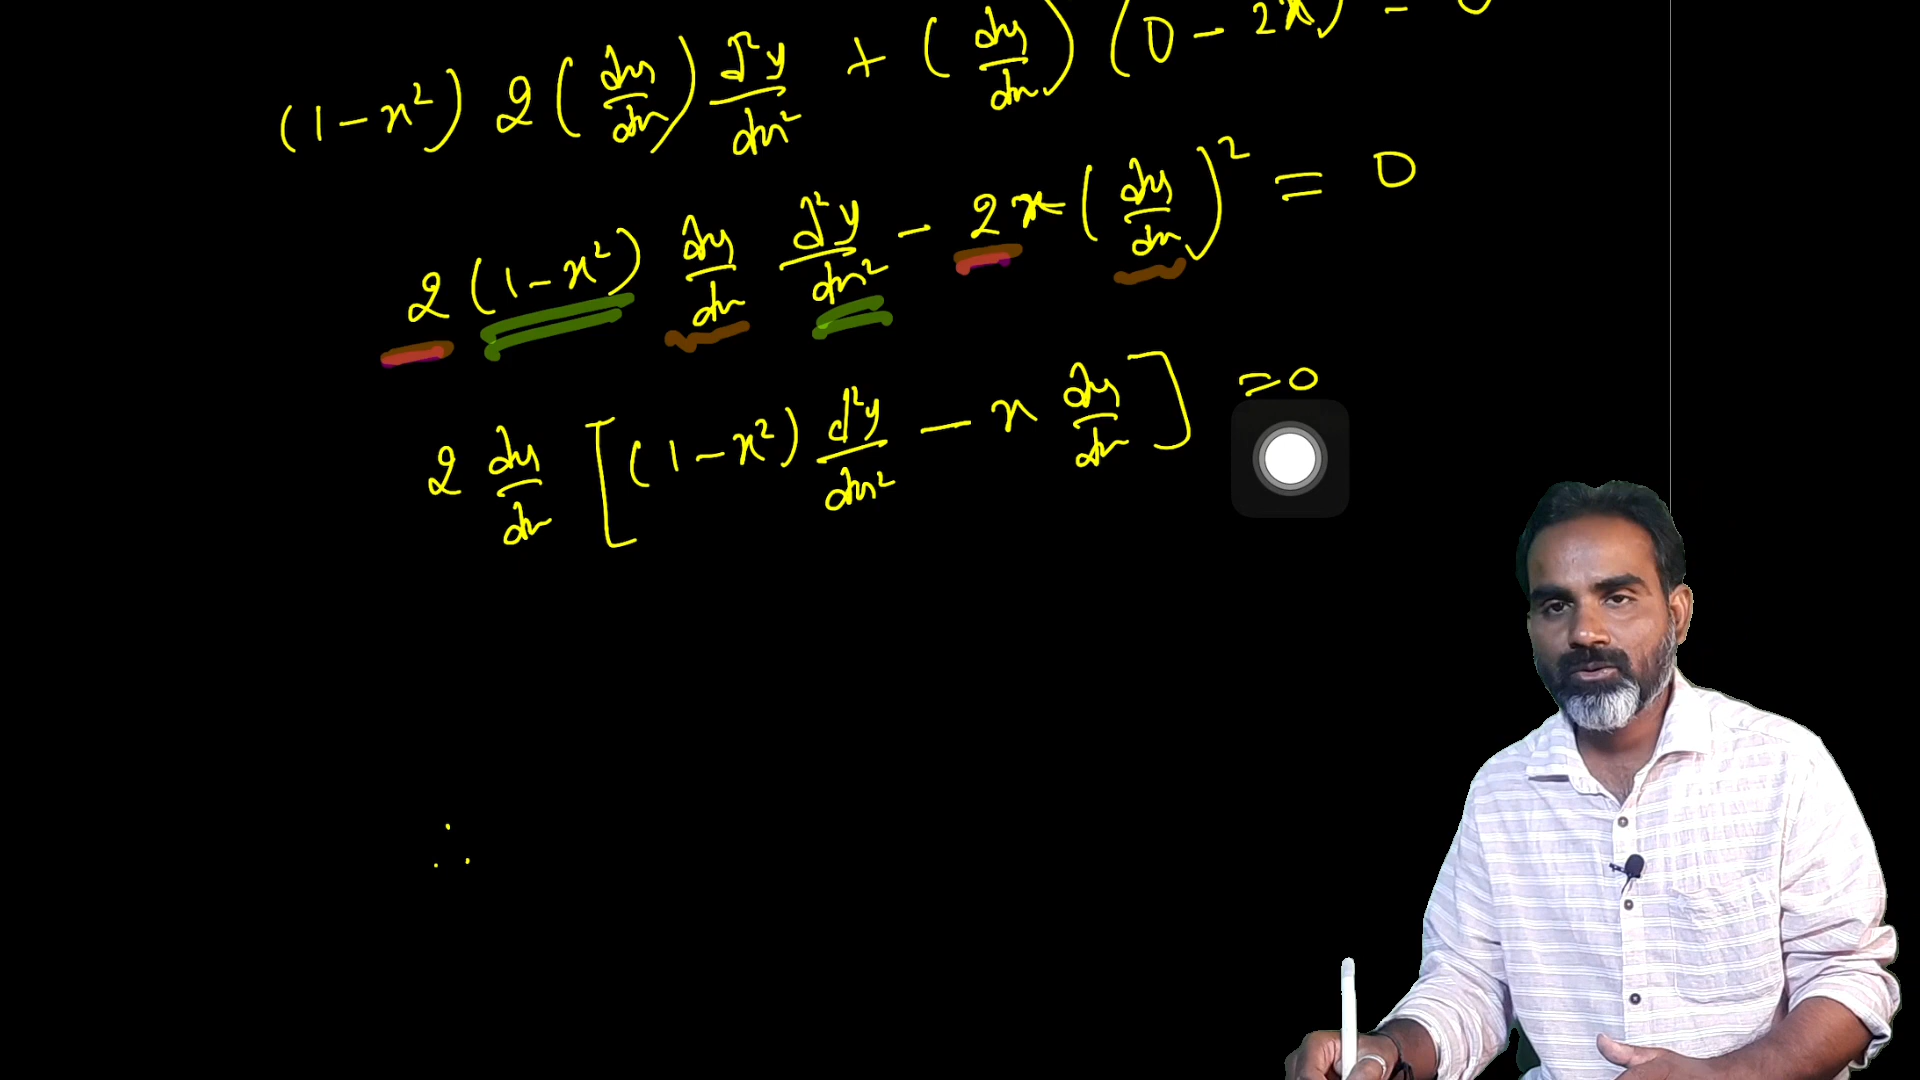 (1-x²) 2 (dy/dx) d²y/dx² + (dy/dx) (0 - 2x) = 0
2 (1-x²) dy/dx d²y/dx² - 2x (dy/dx)² = 0
2 dy/dx [(1-x²) d²y/dx² - x dy/dx] = 0
∴